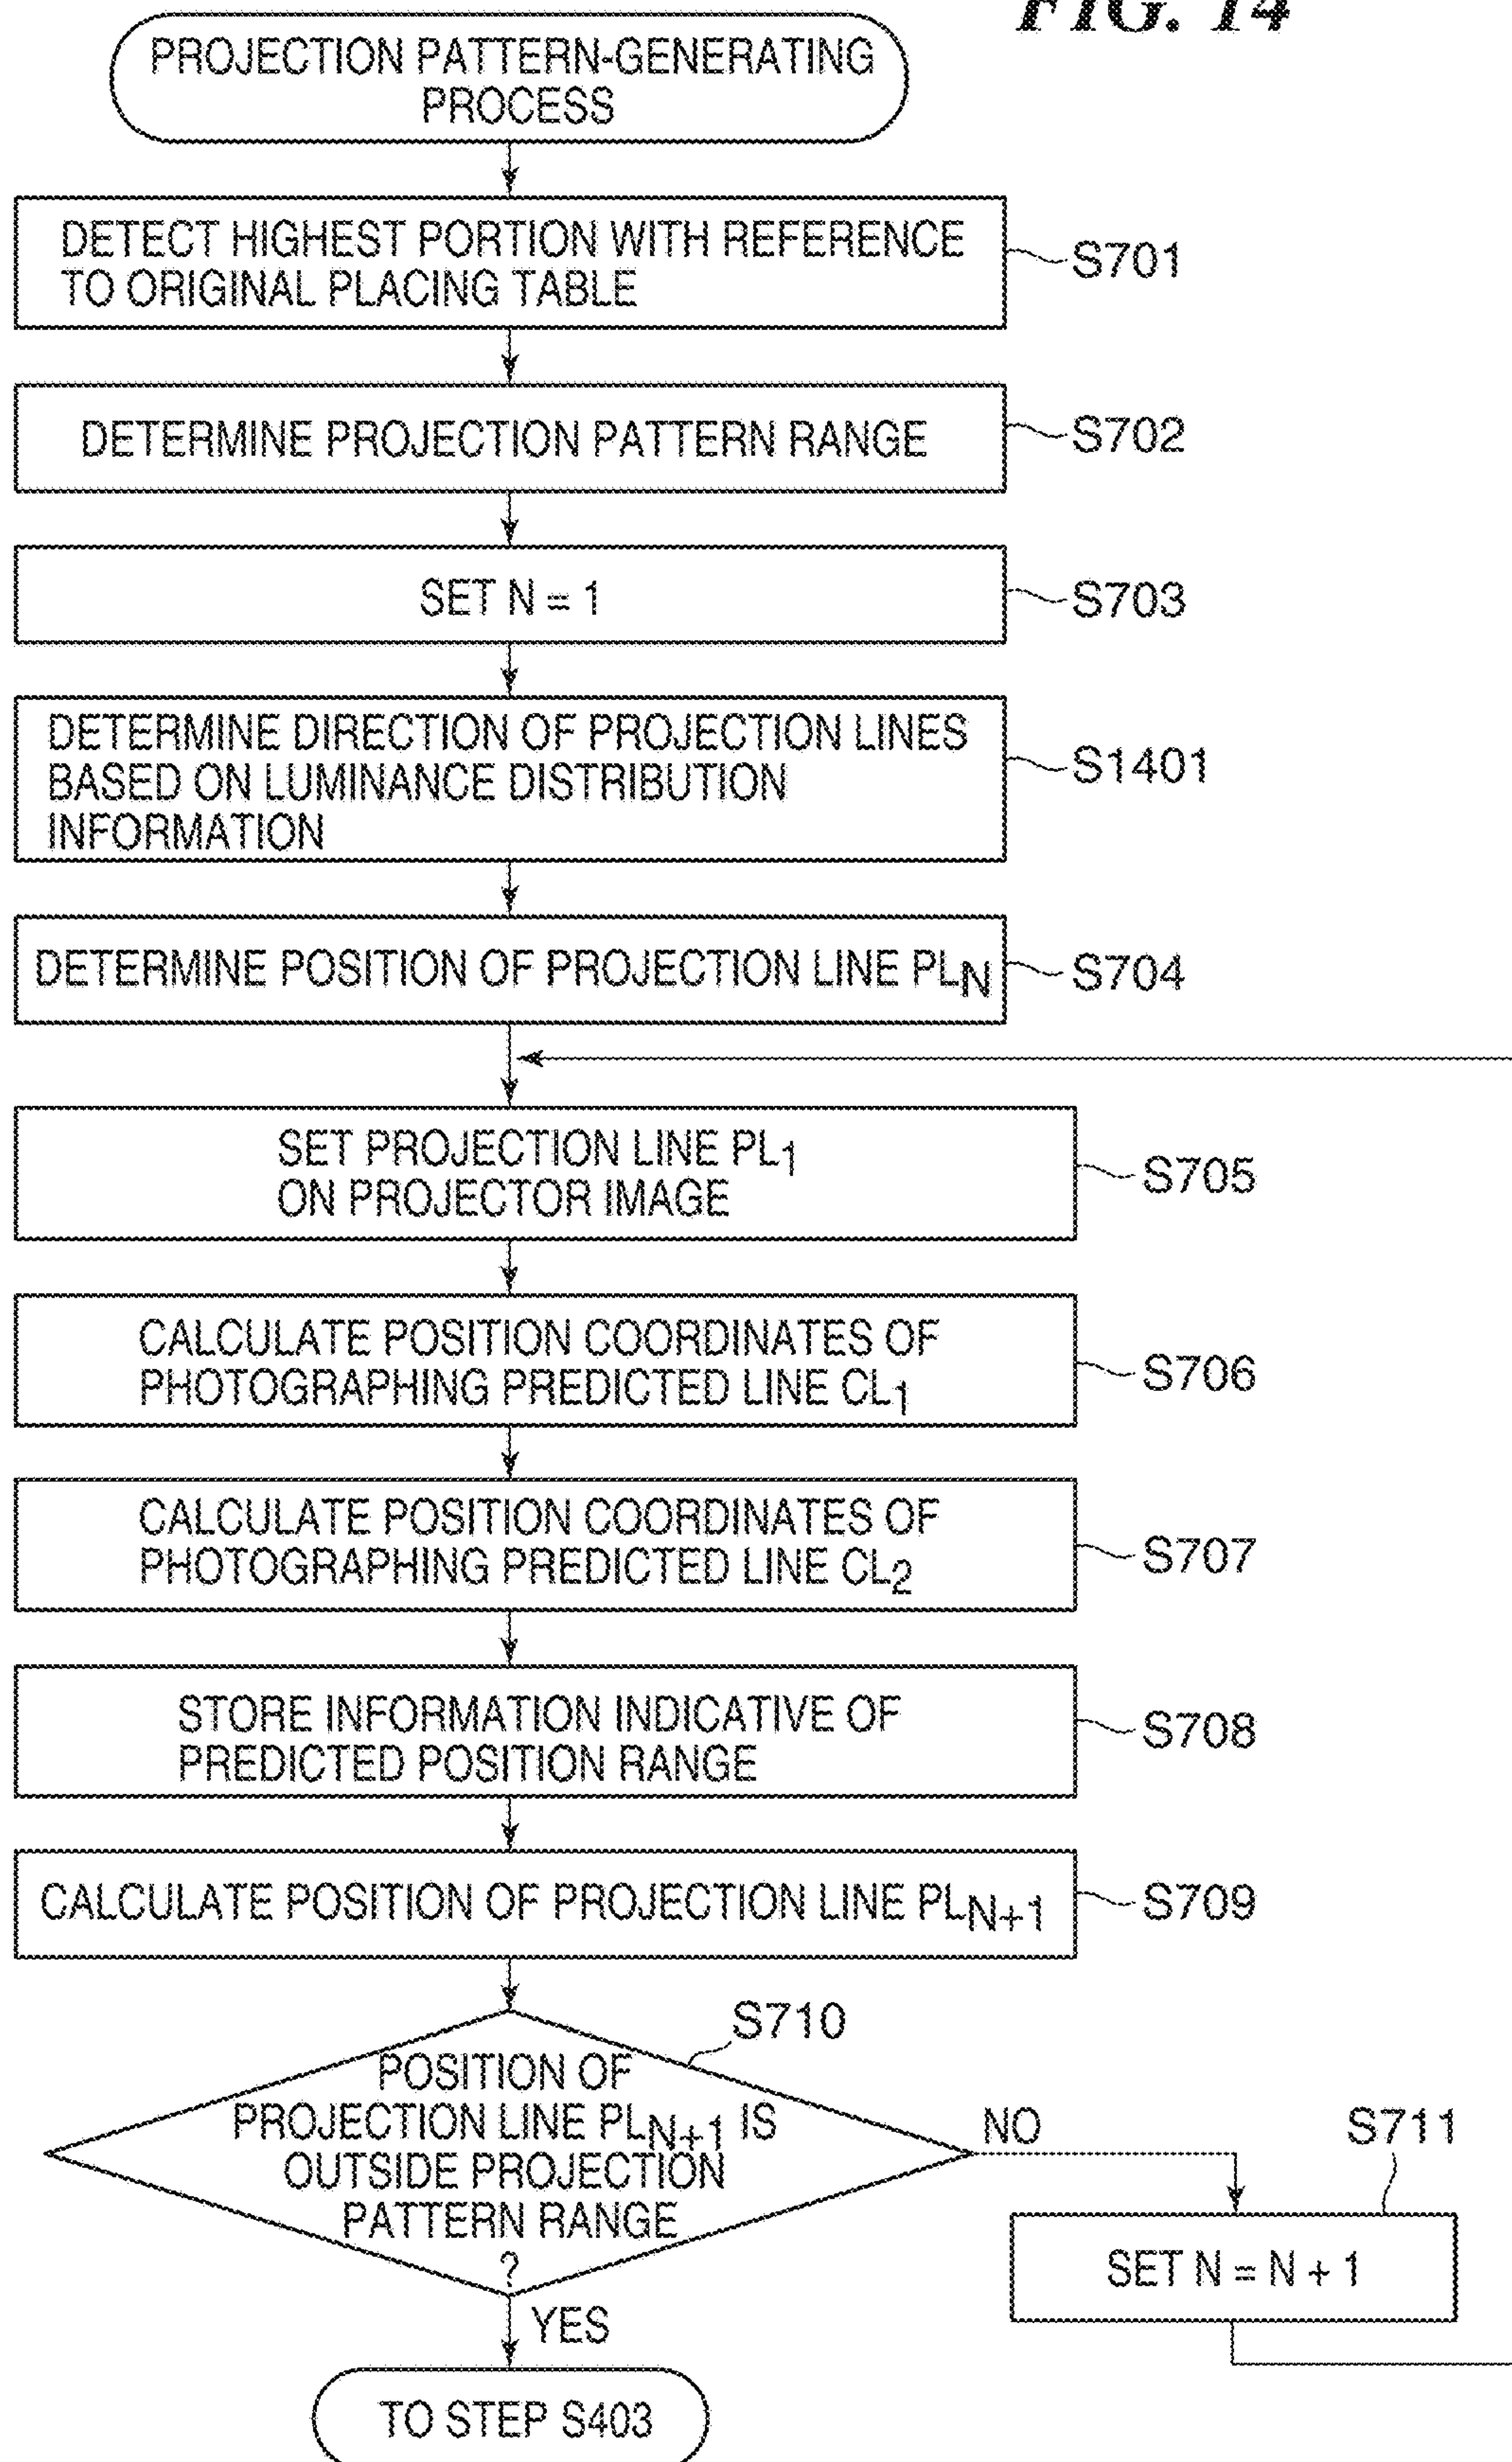 FIG. 14
PROJECTION PATTERN-GENERATING
PROCESS
DETECT HIGHEST PORTION WITH REFERENCE
TO ORIGINAL PLACING TABLE
S701
DETERMINE PROJECTION PATTERN RANGE
S702
SET N = 1
S703
DETERMINE DIRECTION OF PROJECTION LINES
BASED ON LUMINANCE DISTRIBUTION
INFORMATION
S1401
DETERMINE POSITION OF PROJECTION LINE PLN
S704
SET PROJECTION LINE PL1
ON PROJECTOR IMAGE
S705
CALCULATE POSITION COORDINATES OF
PHOTOGRAPHING PREDICTED LINE CL1
S706
CALCULATE POSITION COORDINATES OF
PHOTOGRAPHING PREDICTED LINE CL2
S707
STORE INFORMATION INDICATIVE OF
PREDICTED POSITION RANGE
S708
CALCULATE POSITION OF PROJECTION LINE PLN+1
S709
S710
POSITION OF
PROJECTION LINE PLN+1 IS
OUTSIDE PROJECTION
PATTERN RANGE
?
NO
S711
SET N = N + 1
YES
TO STEP S403